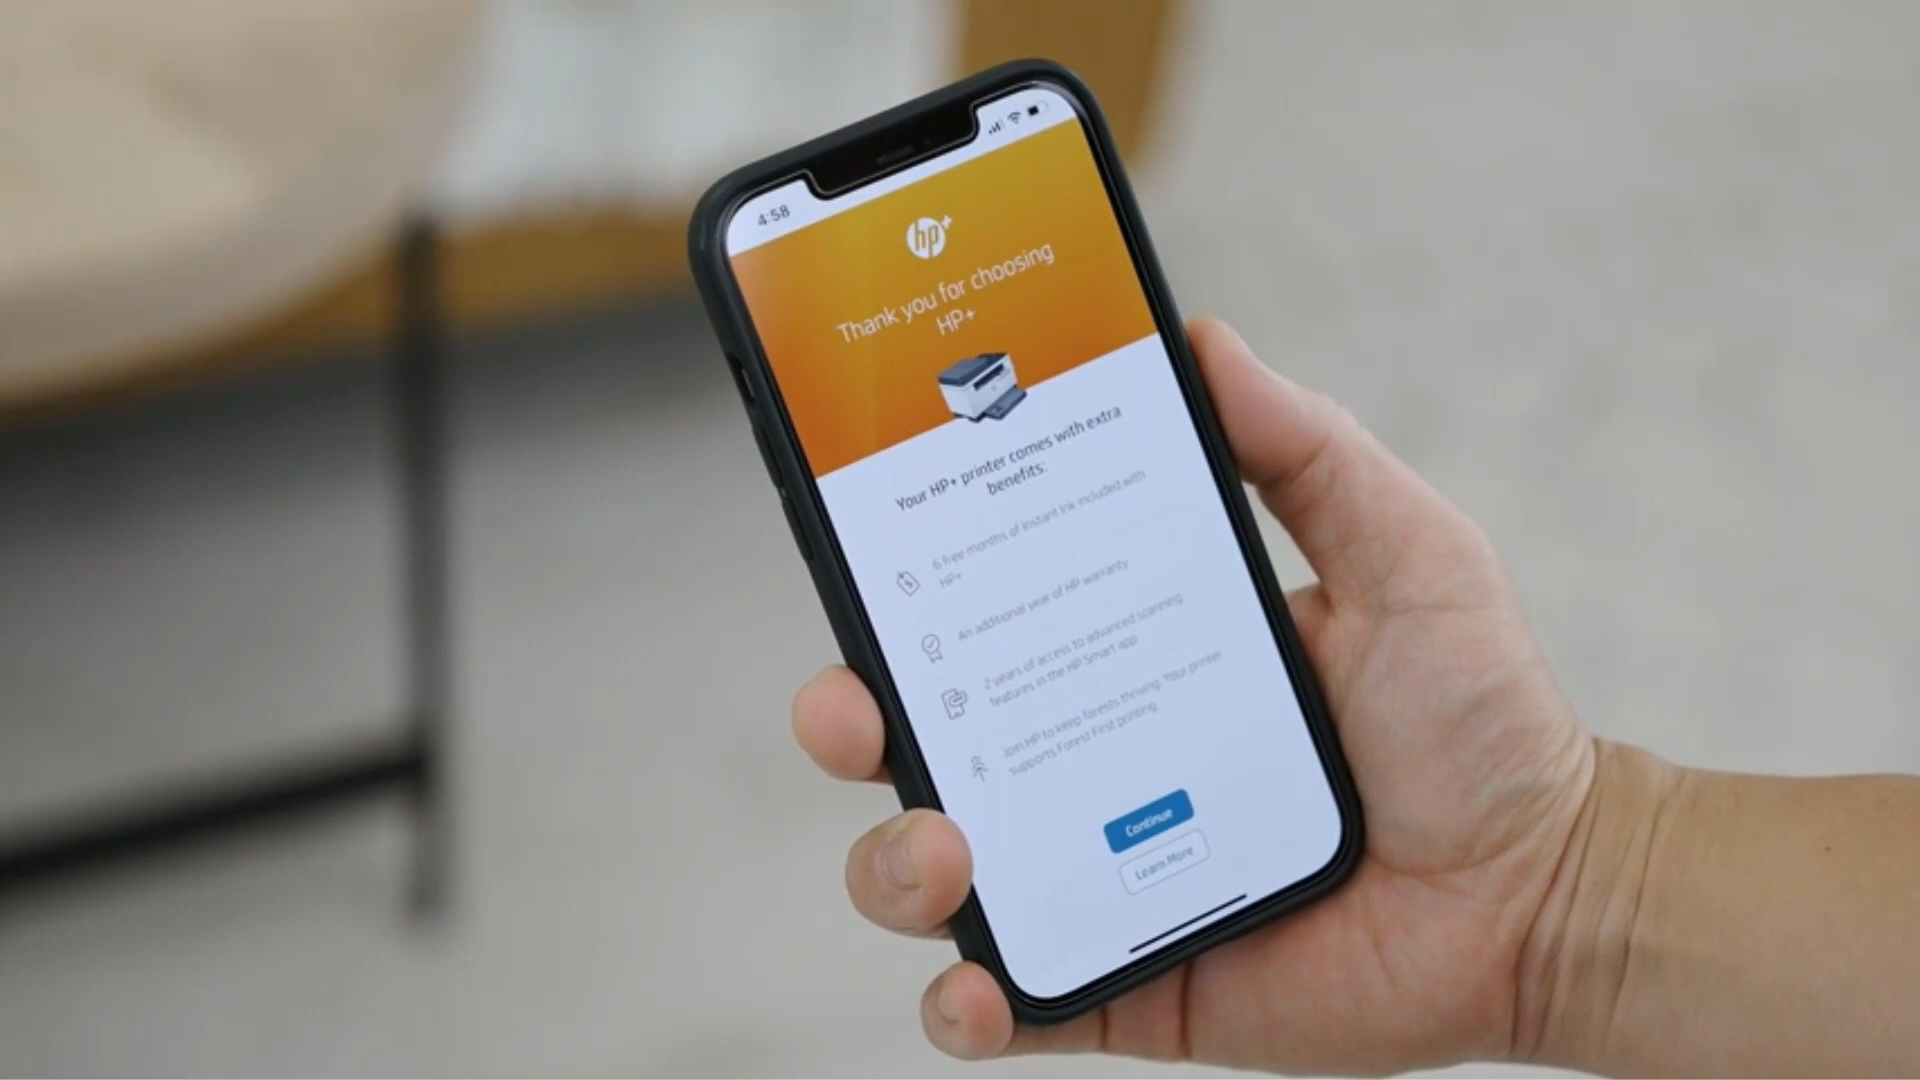 4:58
hp+
Thank you for choosing
HP+
Your HP+ printer comes with extra
benefits:
6 free months of Instant Ink included with
HP+
An additional year of HP warranty
2 years of access to advanced scanning
features in the HP Smart app
Join HP to keep forests thriving. Your printer
supports Forest First printing
Continue
Learn More